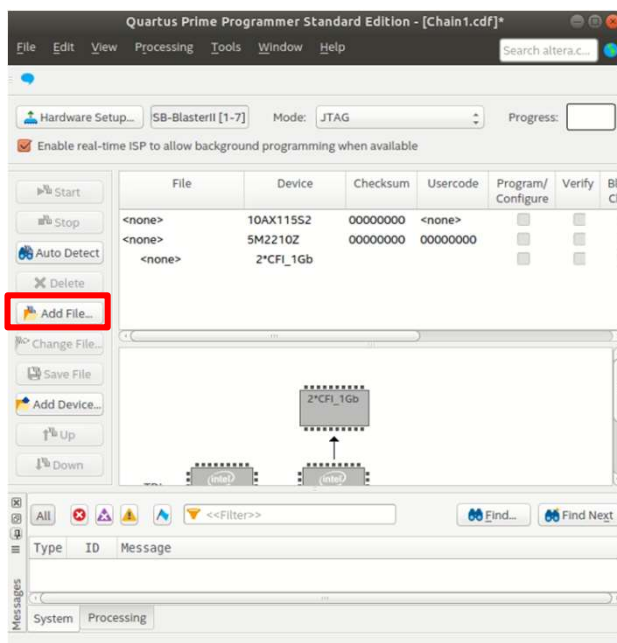 Quartus Prime Programmer Standard Edition - [Chain1.cdf]*
File Edit View Processing Tools Window Help
Search altera.c...
Hardware Setup... SB-BlasterII [1-7] Mode: JTAG Progress:
Enable real-time ISP to allow background programming when available
Start
Stop
Auto Detect
Delete
Add File...
Change File...
Save File
Add Device...
Up
Down
File Device Checksum Usercode Program/ Verify Bl
Configure C
<none> 10AX115S2 00000000 <none>
<none> 5M2210Z 00000000 00000000
<none> 2*CFI_1Gb
2*CFI_1Gb
intel intel
All <<Filter>> Find... Find Next
Type ID Message
Messages
System Processing